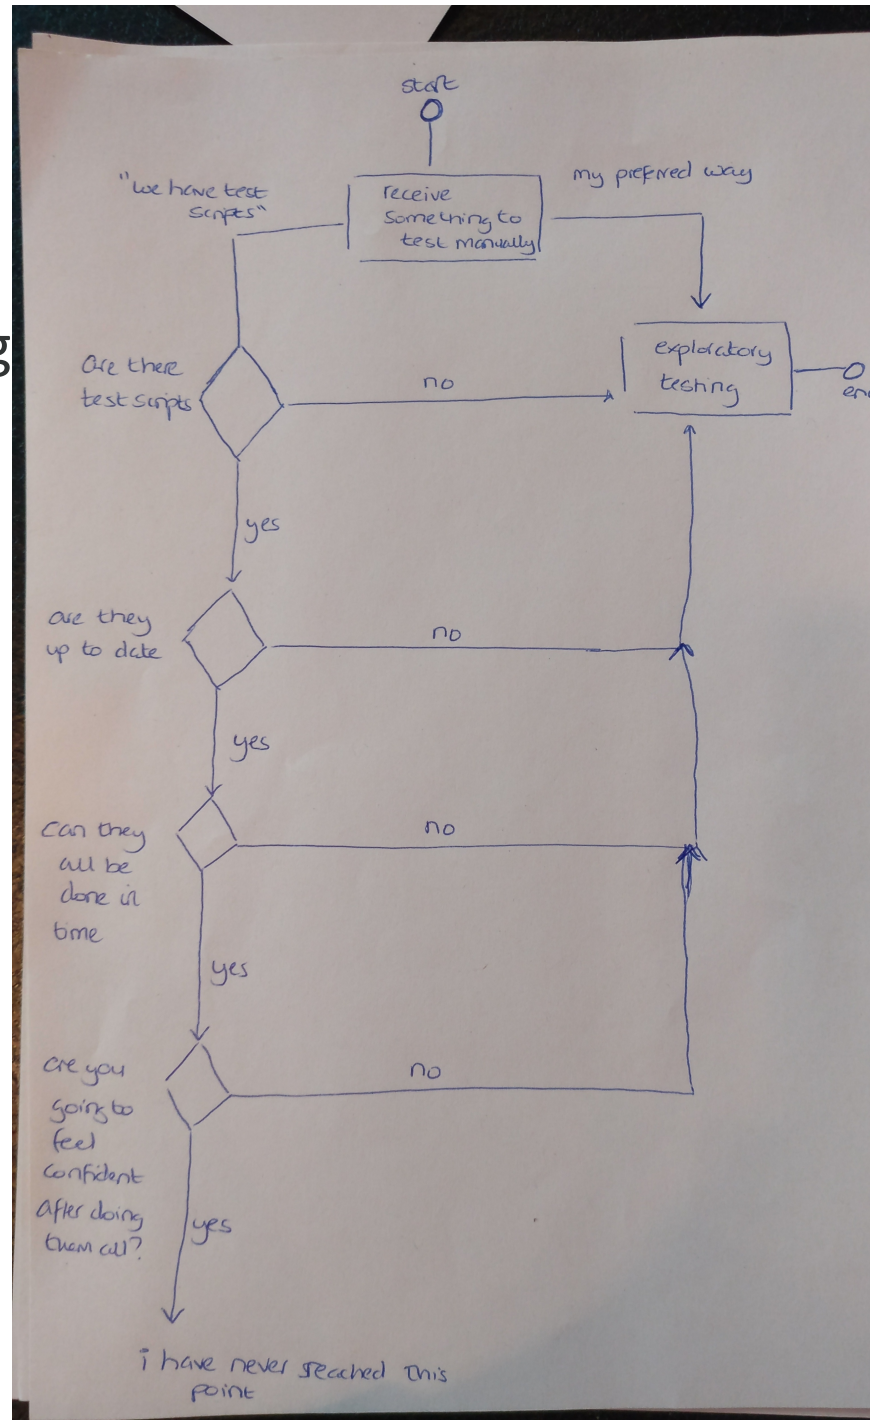 start
"we have test
scripts"
receive
something to
test manually
my preferred way
g
are there
test scripts
no
exploratory
testing
end
yes
are they
up to date
no
yes
can they
all be
done in
time
no
yes
are you
going to
feel
confident
after doing
them all?
no
yes
i have never reached this
point